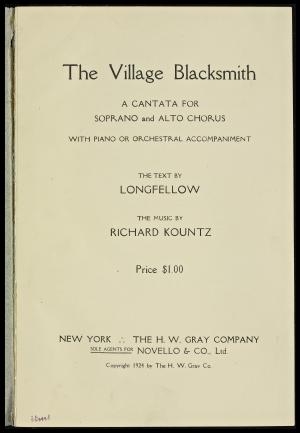 The Village Blacksmith
A CANTATA FOR
SOPRANO and ALTO CHORUS
WITH PIANO OR ORCHESTRAL ACCOMPANIMENT
THE TEXT BY
LONGFELLOW
THE MUSIC BY
RICHARD KOUNTZ
Price $1.00
NEW YORK ∴ THE H. W. GRAY COMPANY
SOLE AGENTS FOR NOVELLO & CO., Ltd.
Copyright 1924 by The H. W. Gray Co.